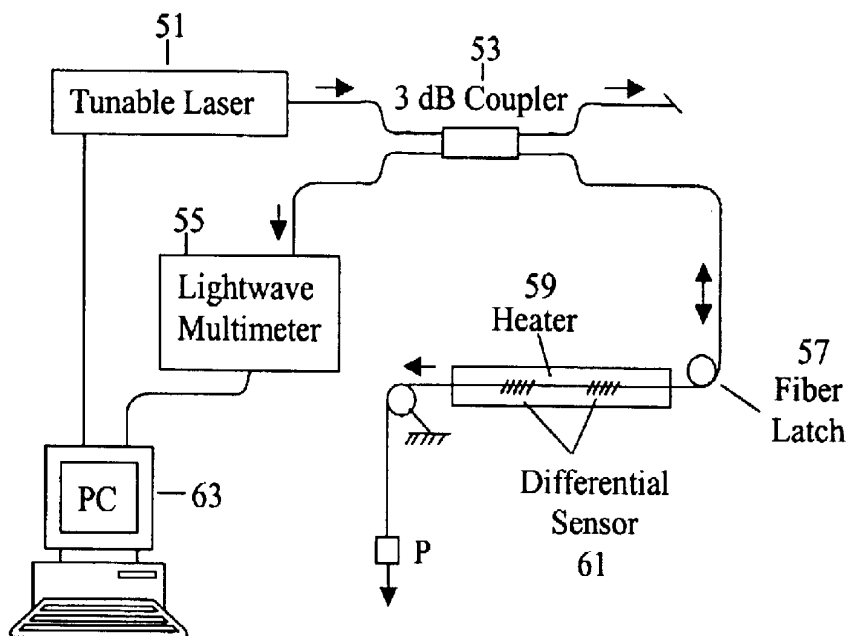 51
Tunable Laser
53
3 dB Coupler
55
Lightwave
Multimeter
59
Heater
57
Fiber
Latch
Differential
Sensor
61
PC
63
P